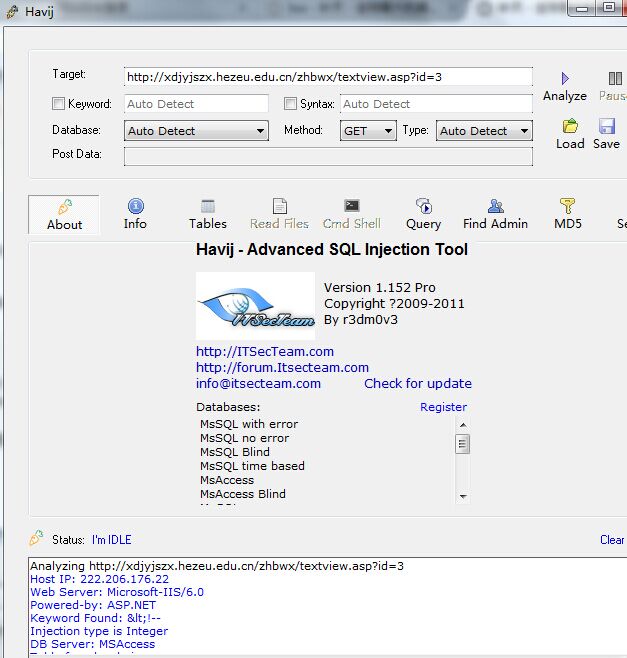 Havij
Target: http://xdjyjszx.hezeu.edu.cn/zhbwx/textview.asp?id=3
Analyze
Keyword: Auto Detect Syntax: Auto Detect
Database: Auto Detect Method: GET Type: Auto Detect
Post Data:
Load Save
About Info Tables Read Files Cmd Shell Query Find Admin MD5
Havij - Advanced SQL Injection Tool
ITSecTeam
Version 1.152 Pro
Copyright ?2009-2011
By r3dm0v3
http://ITSecTeam.com
http://forum.Itsecteam.com
info@itsecteam.com Check for update
Databases: Register
MsSQL with error
MsSQL no error
MsSQL Blind
MsSQL time based
MsAccess
MsAccess Blind
Status: I'm IDLE Clear
Analyzing http://xdjyjszx.hezeu.edu.cn/zhbwx/textview.asp?id=3
Host IP: 222.206.176.22
Web Server: Microsoft-IIS/6.0
Powered-by: ASP.NET
Keyword Found: &lt;!--
Injection type is Integer
DB Server: MSAccess